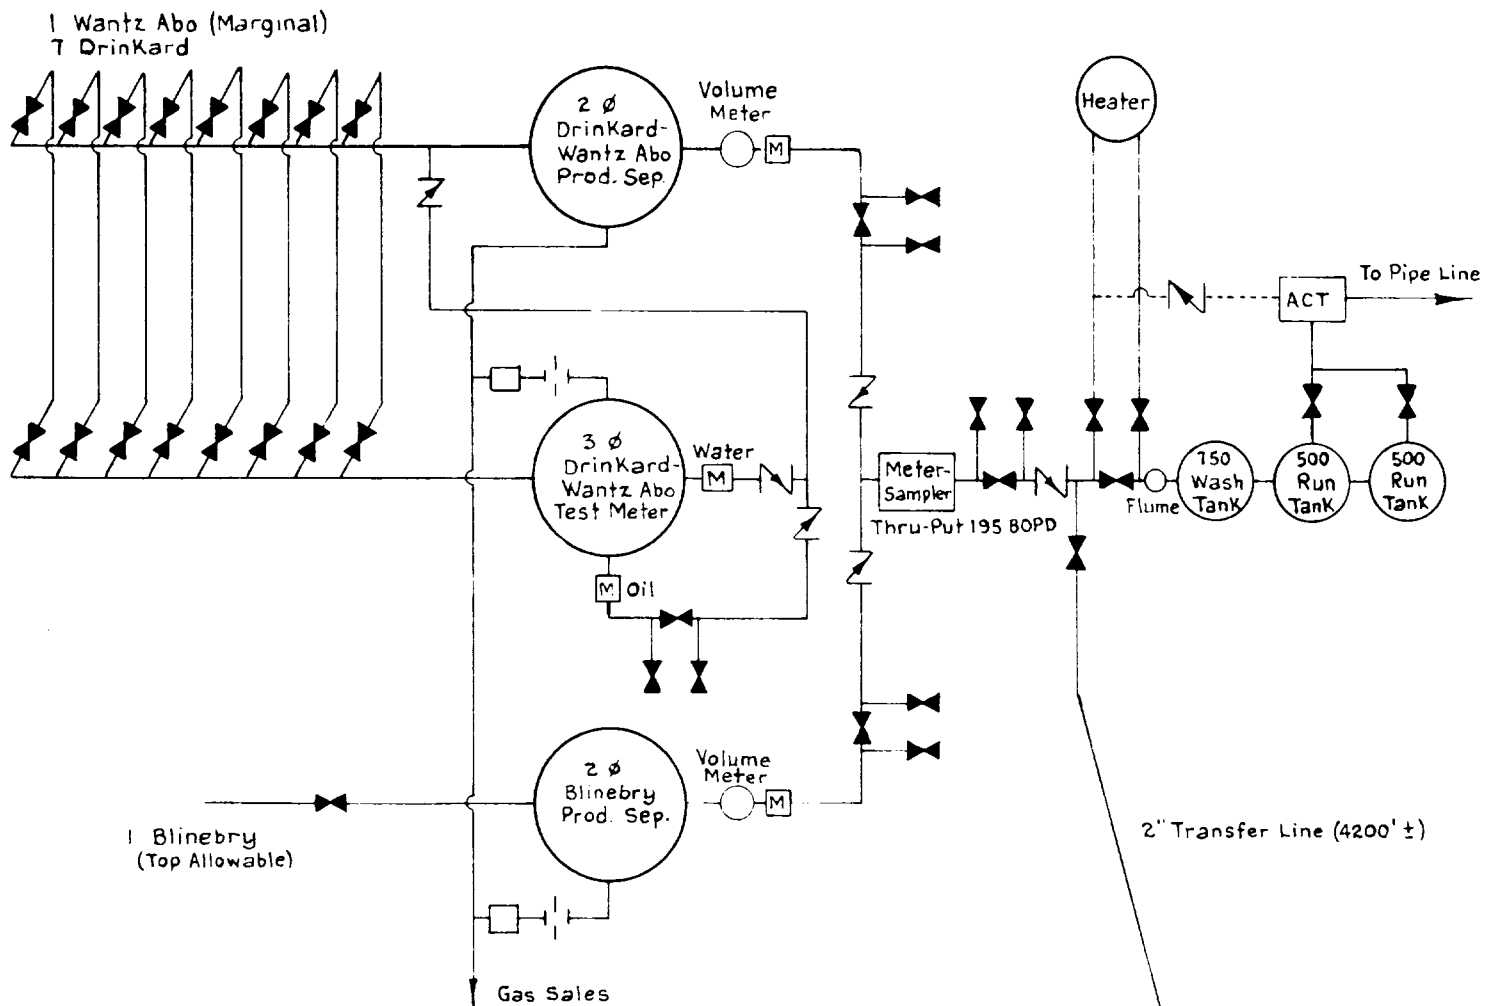 1 Wantz Abo (Marginal)
7 Drinkard
2 Ø
Drinkard-
Wantz Abo
Prod. Sep.
Volume
Meter
M
Heater
To Pipe Line
ACT
3 Ø
Drinkard-
Wantz Abo
Test Meter
Water
M
M
Oil
Meter-
Sampler
Thru-Put 195 BOPD
Flume
750
Wash
Tank
500
Run
Tank
500
Run
Tank
2 Ø
Blinebry
Prod. Sep.
Volume
Meter
M
1 Blinebry
(Top Allowable)
2" Transfer Line (4200' ±)
Gas Sales